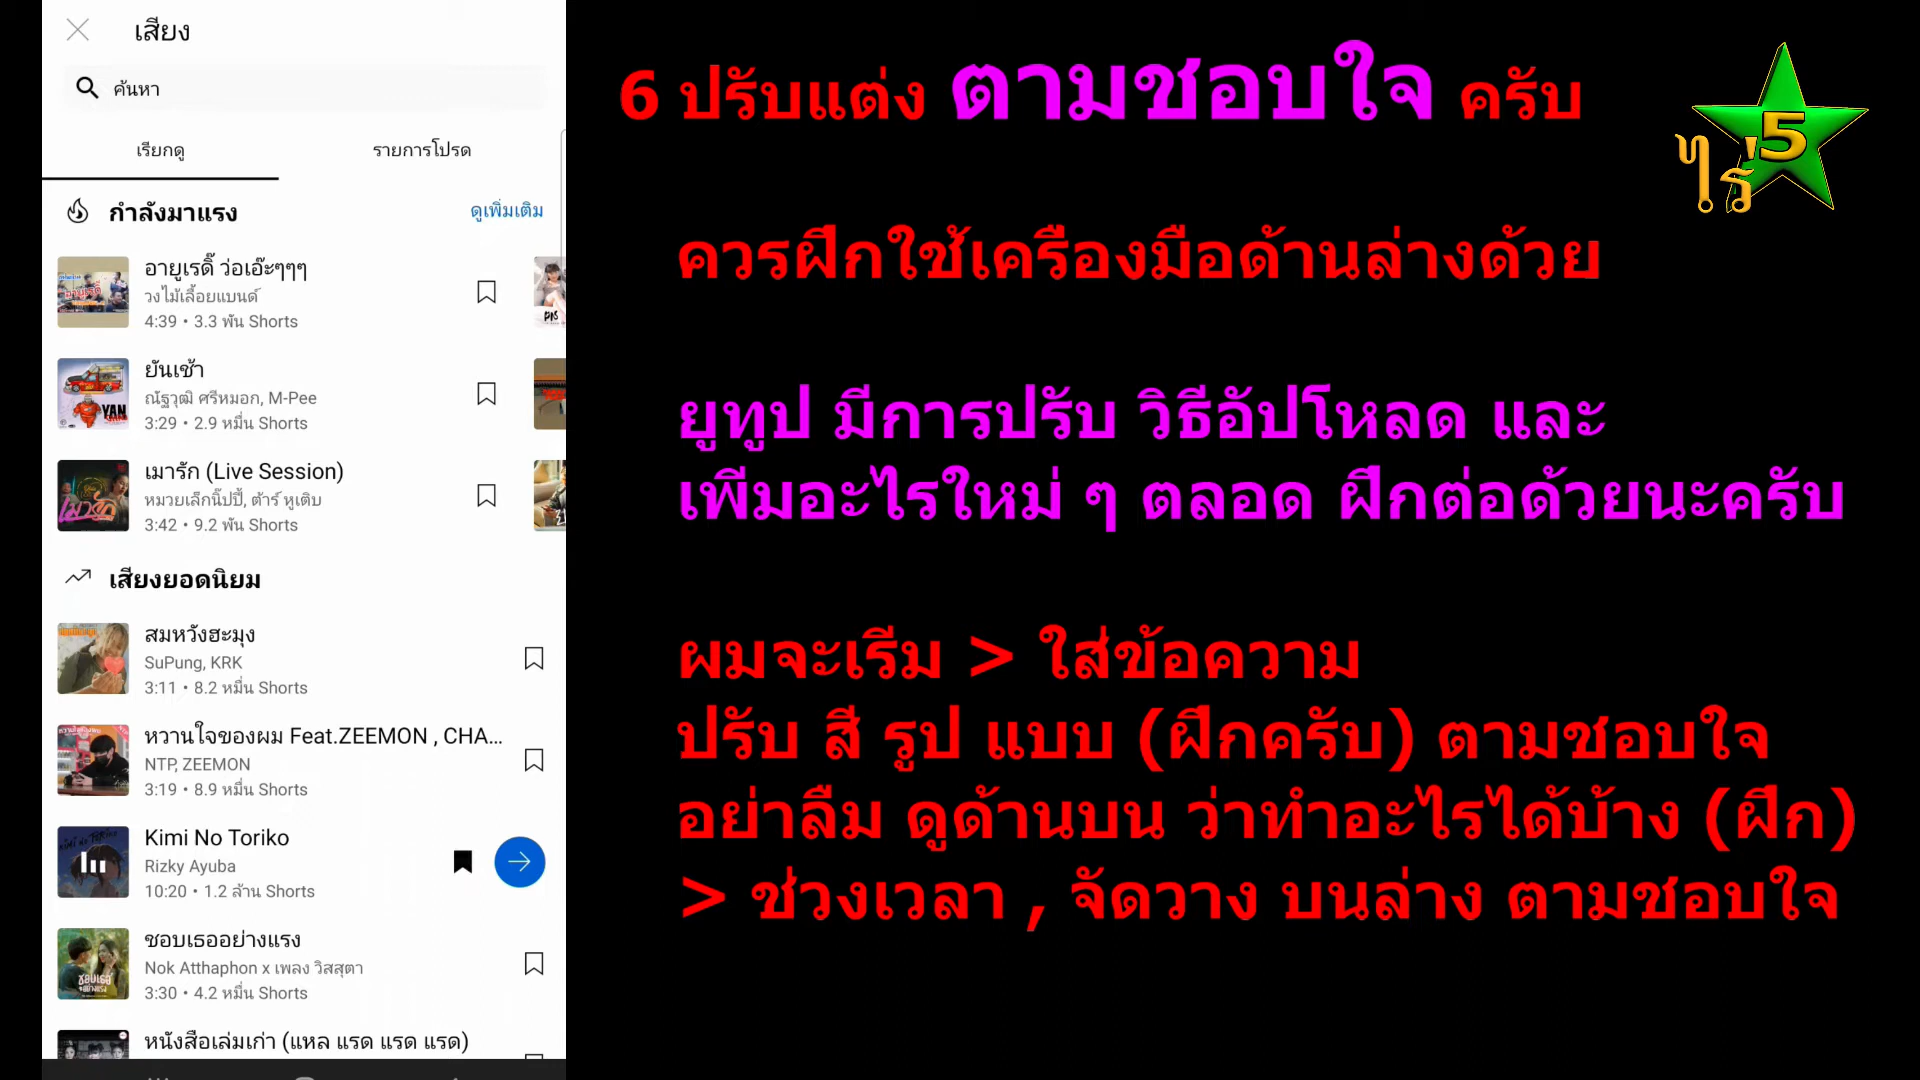 เสียง
ค้นหา
เรียกดู
รายการโปรด
กำลังมาแรง
ดูเพิ่มเติม
อายูเรดิ๊ ว่อเอ๊ะๆๆๆ
วงไม้เลื้อยแบนด์
4:39 • 3.3 พัน Shorts
ยันเช้า
ณัฐวุฒิ ศรีหมอก, M-Pee
3:29 • 2.9 หมื่น Shorts
เมารัก (Live Session)
หมวยเล็กนิ๊ปปี้, ต้าร์ หูเติบ
3:42 • 9.2 พัน Shorts
เสียงยอดนิยม
สมหวังฮะมุง
SuPung, KRK
3:11 • 8.2 หมื่น Shorts
หวานใจของผม Feat.ZEEMON , CHA...
NTP, ZEEMON
3:19 • 8.9 หมื่น Shorts
Kimi No Toriko
Rizky Ayuba
10:20 • 1.2 ล้าน Shorts
ชอบเธออย่างแรง
Nok Atthaphon x เพลง วิสสุตา
3:30 • 4.2 หมื่น Shorts
หนังสือเล่มเก่า (แหล แรด แรด แรด)
6 ปรับแต่ง ตามชอบใจ ครับ
ควรฝึกใช้เครื่องมือด้านล่างด้วย
ยูทูป มีการปรับ วิธีอัปโหลด และ
เพิ่มอะไรใหม่ ๆ ตลอด ฝึกต่อด้วยนะครับ
ผมจะเริ่ม > ใส่ข้อความ
ปรับ สี รูป แบบ (ฝึกครับ) ตามชอบใจ
อย่าลืม ดูด้านบน ว่าทำอะไรได้บ้าง (ฝึก)
> ช่วงเวลา , จัดวาง บนล่าง ตามชอบใจ
5
ไร่